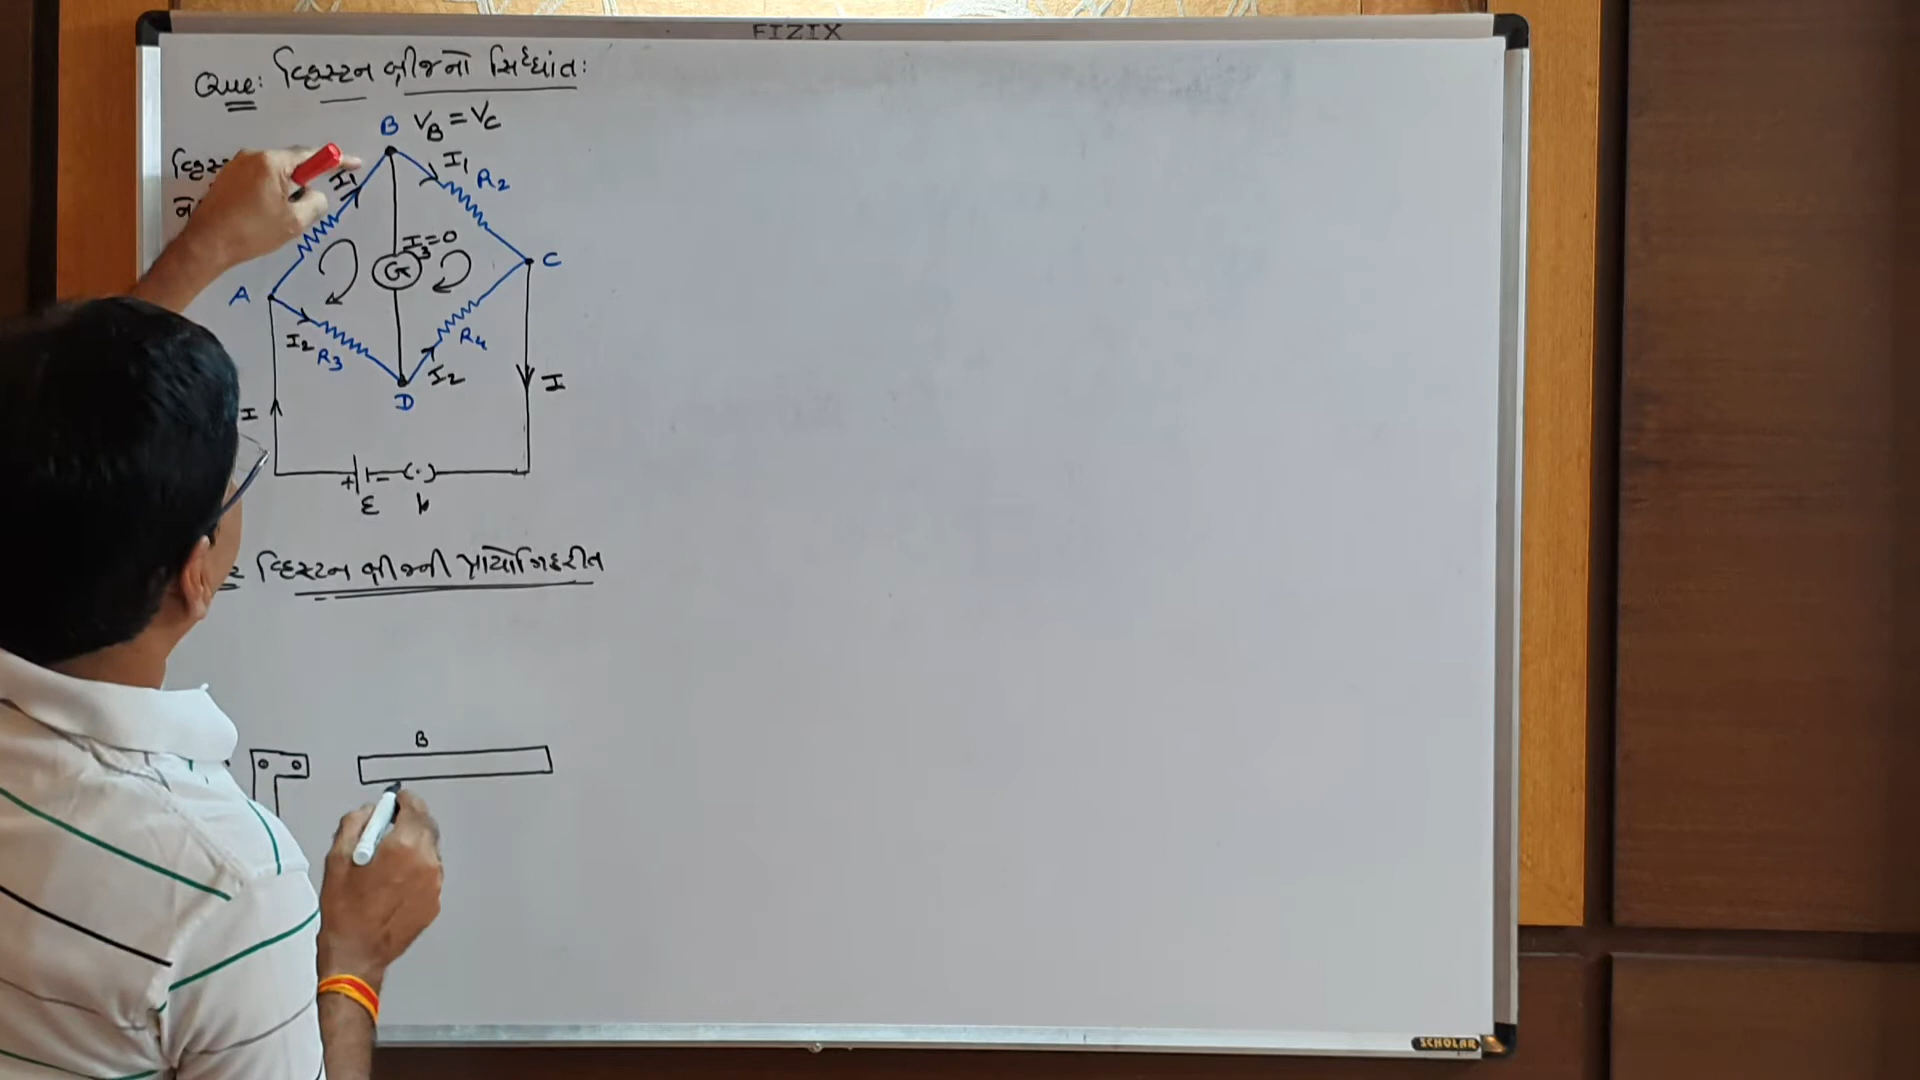 FIZIX
Que: વ્હિસ્ટન બ્રીજનો સિધ્ધાંત:
B V_B = V_C
I₁ I₁ R₂
I₃=0
G
A C
I₂ R₃ R₄
I₂
D
I I
+ -
ε k
વ્હિસ્ટન બ્રીજની પ્રાયોગિકરીત
B
SCHOLAR